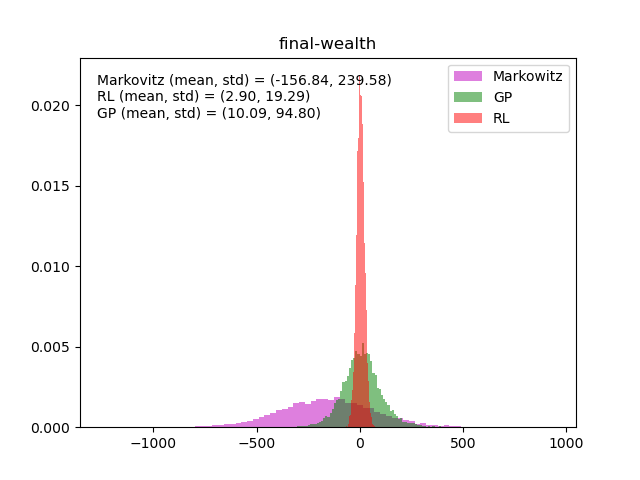 final-wealth
Markovitz (mean, std) = (-156.84, 239.58)
RL (mean, std) = (2.90, 19.29)
GP (mean, std) = (10.09, 94.80)
Markowitz
GP
RL
0.020
0.015
0.010
0.005
0.000
−1000
−500
0
500
1000